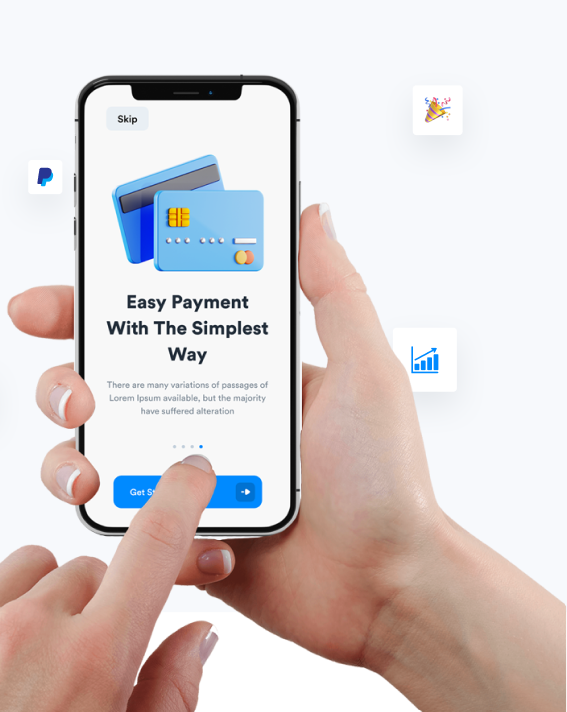 Skip
Easy Payment
With The Simplest
Way
There are many variations of passages of
Lorem Ipsum available, but the majority
have suffered alteration
Get